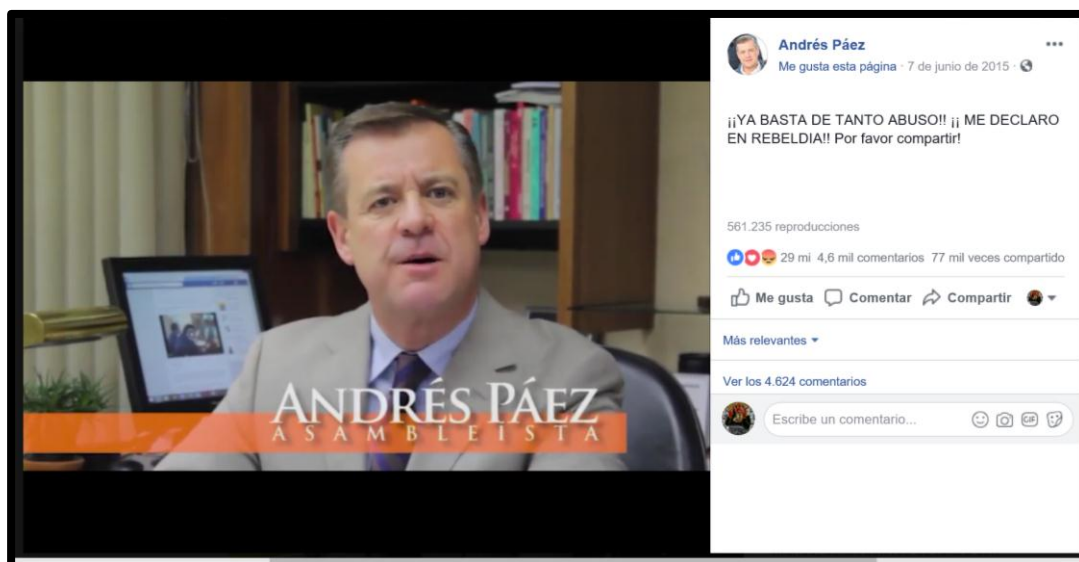 ANDRÉS PÁEZ
ASAMBLEISTA
Andrés Páez
Me gusta esta página · 7 de junio de 2015 ·
¡¡YA BASTA DE TANTO ABUSO!! ¡¡ ME DECLARO
EN REBELDIA!! Por favor compartir!
561.235 reproducciones
29 mi 4,6 mil comentarios 77 mil veces compartido
Me gusta Comentar Compartir
Más relevantes
Ver los 4.624 comentarios
Escribe un comentario...
GIF